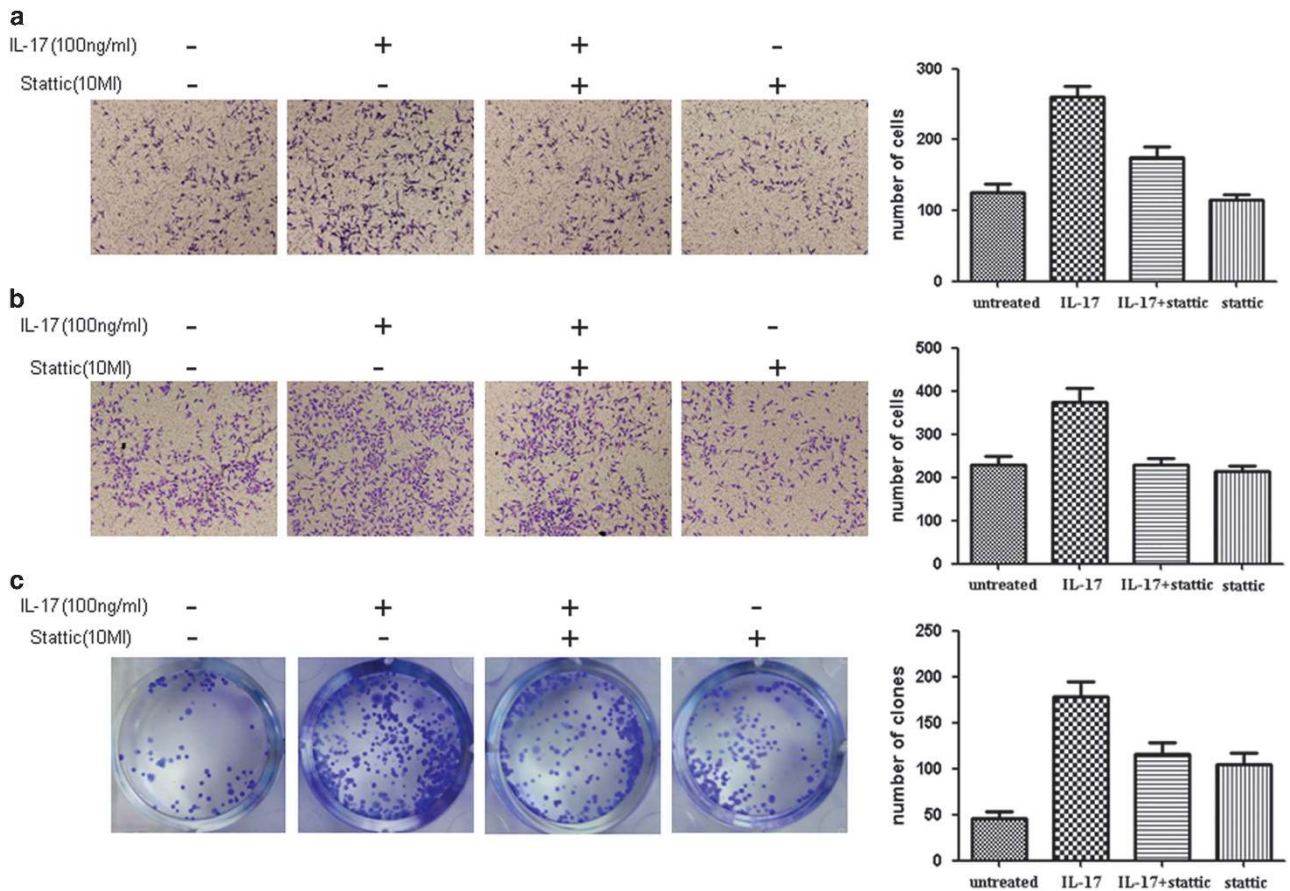 a
IL-17(100ng/ml) - + + -
Stattic(10Ml) - - + +
number of cells
300
200
100
0
untreated IL-17 IL-17+stattic stattic
b
IL-17(100ng/ml) - + + -
Stattic(10Ml) - - + +
number of cells
500
400
300
200
100
0
untreated IL-17 IL-17+stattic stattic
c
IL-17(100ng/ml) - + + -
Stattic(10Ml) - - + +
number of clones
250
200
150
100
50
0
untreated IL-17 IL-17+stattic stattic